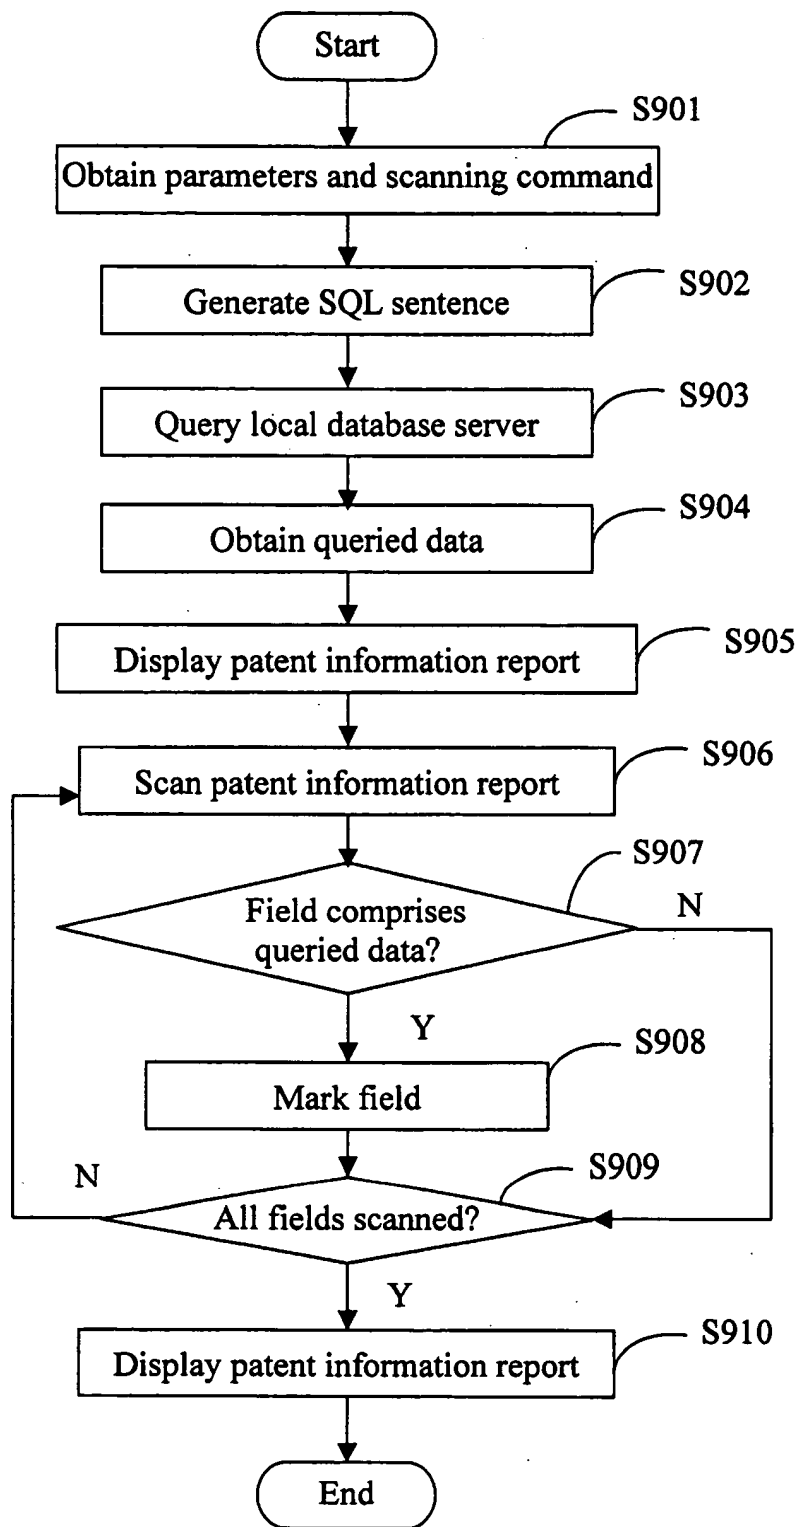 Start
S901
Obtain parameters and scanning command
S902
Generate SQL sentence
S903
Query local database server
S904
Obtain queried data
S905
Display patent information report
S906
Scan patent information report
S907
Field comprises
queried data?
N
Y
S908
Mark field
S909
N
All fields scanned?
Y
S910
Display patent information report
End